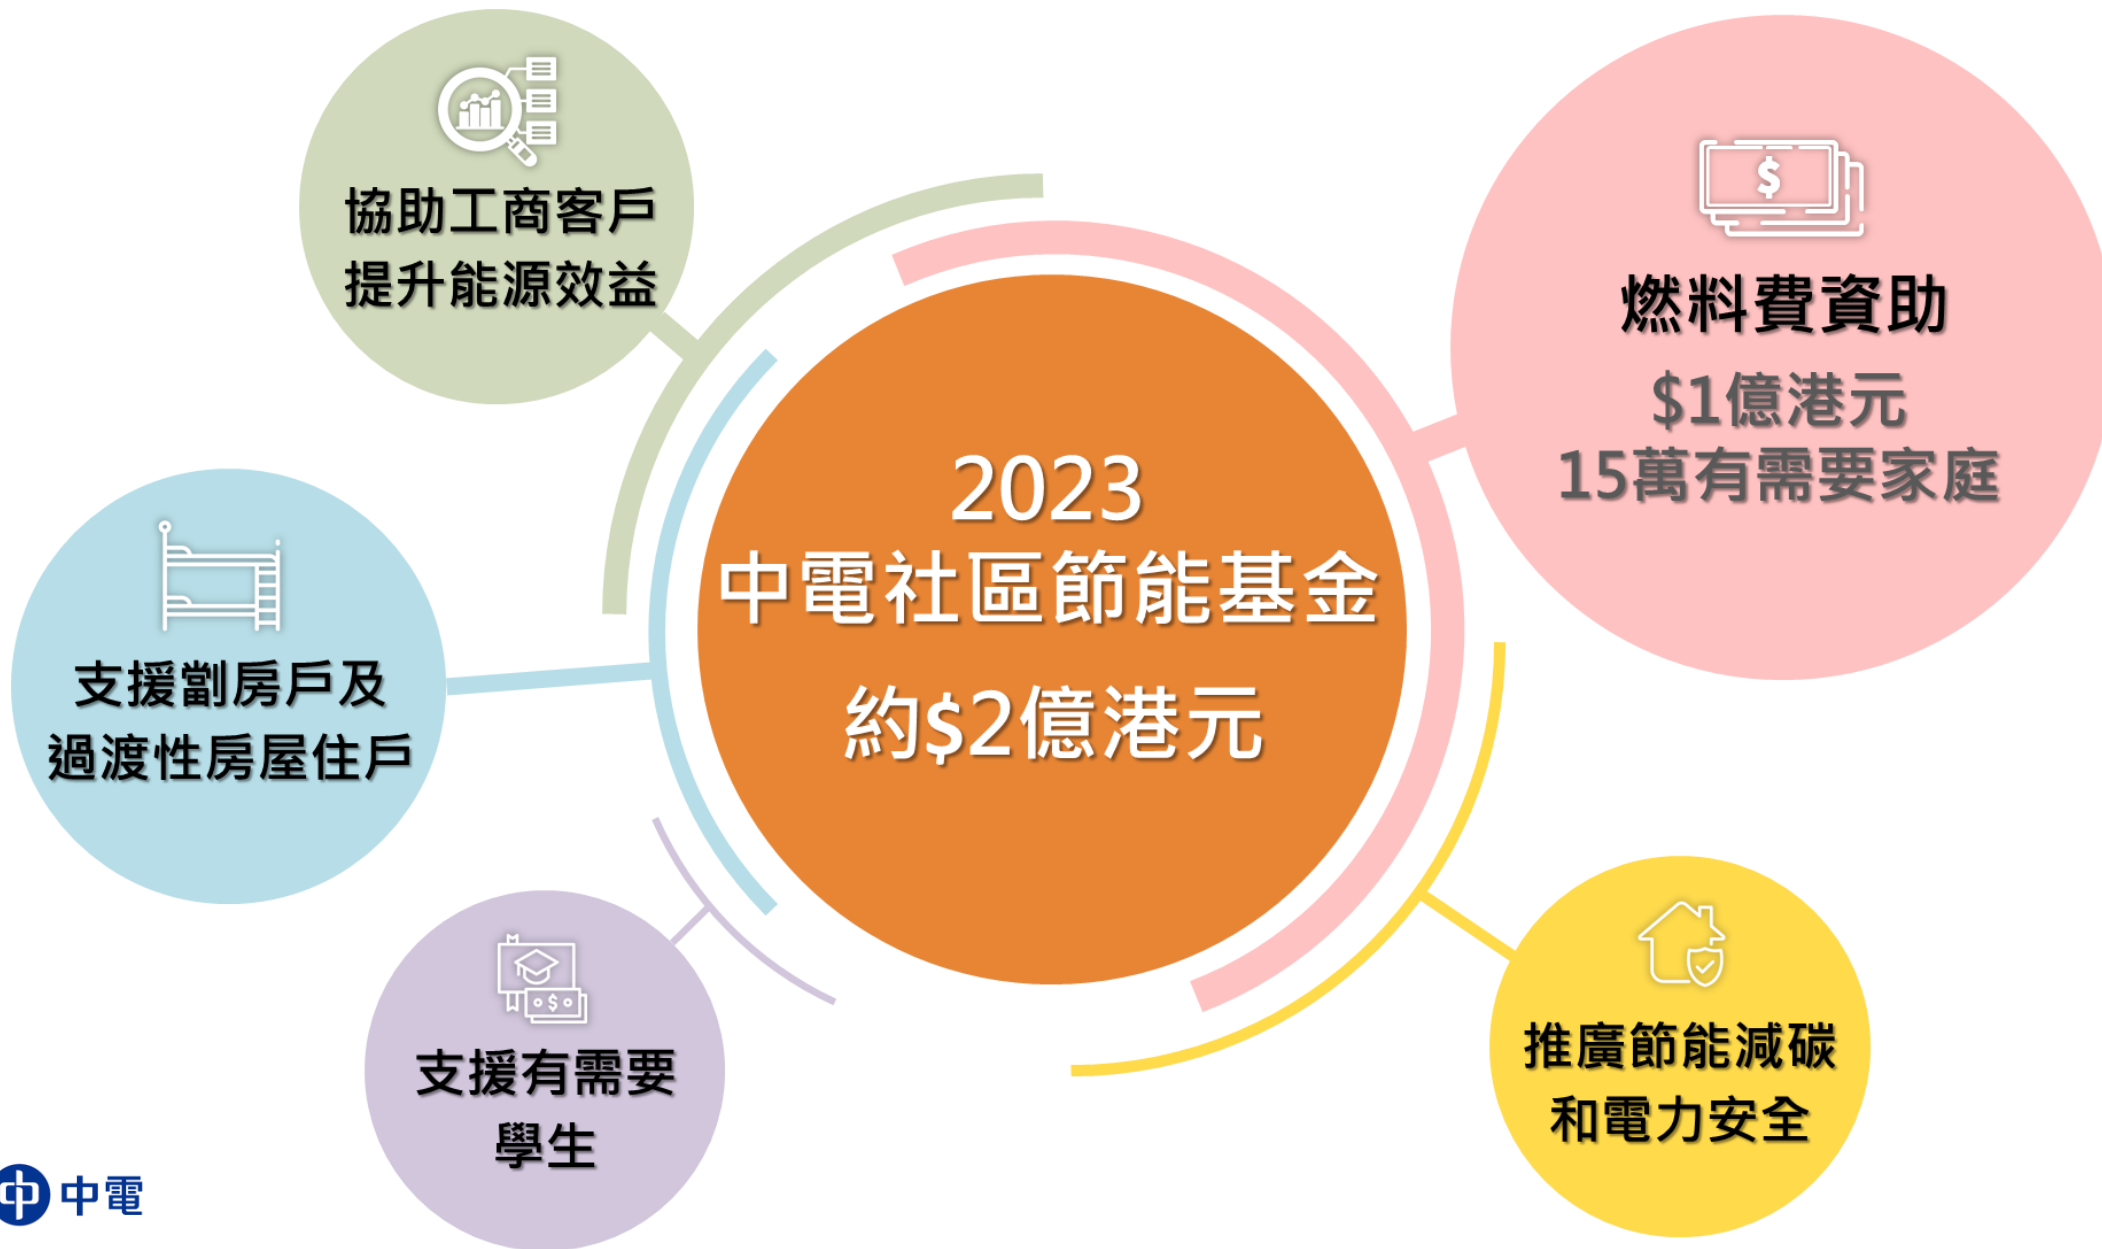 協助工商客戶
提升能源效益
燃料費資助
$1億港元
15萬有需要家庭
2023
中電社區節能基金
約$2億港元
支援劏房戶及
過渡性房屋住戶
支援有需要
學生
推廣節能減碳
和電力安全
中電